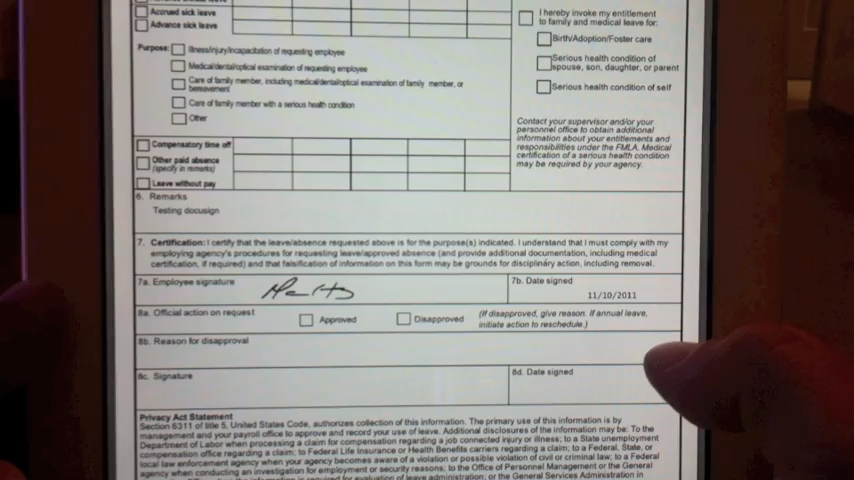 Accrued sick leave
Advance sick leave
Purpose:
Illness/injury/incapacitation of requesting employee
Medical/dental/optical examination of requesting employee
Care of family member, including medical/dental/optical examination of family member, or
bereavement
Care of family member with a serious health condition
Other
I hereby invoke my entitlement
to family and medical leave for:
Birth/Adoption/Foster care
Serious health condition of
spouse, son, daughter, or parent
Serious health condition of self
Contact your supervisor and/or your
personnel office to obtain additional
information about your entitlements and
responsibilities under the FMLA. Medical
certification of a serious health condition
may be required by your agency.
Compensatory time off
Other paid absence
(specify in remarks)
Leave without pay
6. Remarks
Testing docusign
7. Certification: I certify that the leave/absence requested above is for the purpose(s) indicated. I understand that I must comply with my
employing agency's procedures for requesting leave/approved absence (and provide additional documentation, including medical
certification, if required) and that falsification of information on this form may be grounds for disciplinary action, including removal.
7a. Employee signature
7b. Date signed
11/10/2011
8a. Official action on request
Approved
Disapproved
(If disapproved, give reason. If annual leave,
initiate action to reschedule.)
8b. Reason for disapproval
8c. Signature
8d. Date signed
Privacy Act Statement
Section 6311 of title 5, United States Code, authorizes collection of this information. The primary use of this information is by
management and your payroll office to approve and record your use of leave. Additional disclosures of the information may be: To the
Department of Labor when processing a claim for compensation regarding a job connected injury or illness; to a State unemployment
compensation office regarding a claim; to Federal Life Insurance or Health Benefits carriers regarding a claim; to a Federal, State, or
local law enforcement agency when your agency becomes aware of a violation or possible violation of civil or criminal law; to a Federal
agency when conducting an investigation for employment or security reasons; to the Office of Personnel Management or the General